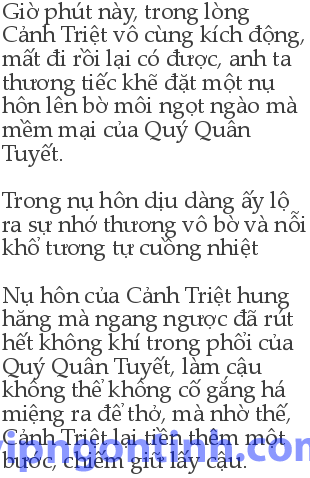 Giờ phút này, trong lòng
Cảnh Triệt vô cùng kích động,
mất đi rồi lại có được, anh ta
thương tiếc khẽ đặt một nụ
hôn lên bờ môi ngọt ngào mà
mềm mại của Quý Quân
Tuyết.
Trong nụ hôn dịu dàng ấy lộ
ra sự nhớ thương vô bờ và nỗi
khổ tương tự cuồng nhiệt
Nụ hôn của Cảnh Triệt hung
hăng mà ngang ngược đã rút
hết không khí trong phổi của
Quý Quân Tuyết, làm cậu
không thể không cố gắng há
miệng ra để thở, mà nhờ thế,
Cảnh Triệt lại tiến thêm một
bước, chiếm giữ lấy cậu.
vipngontinh.com